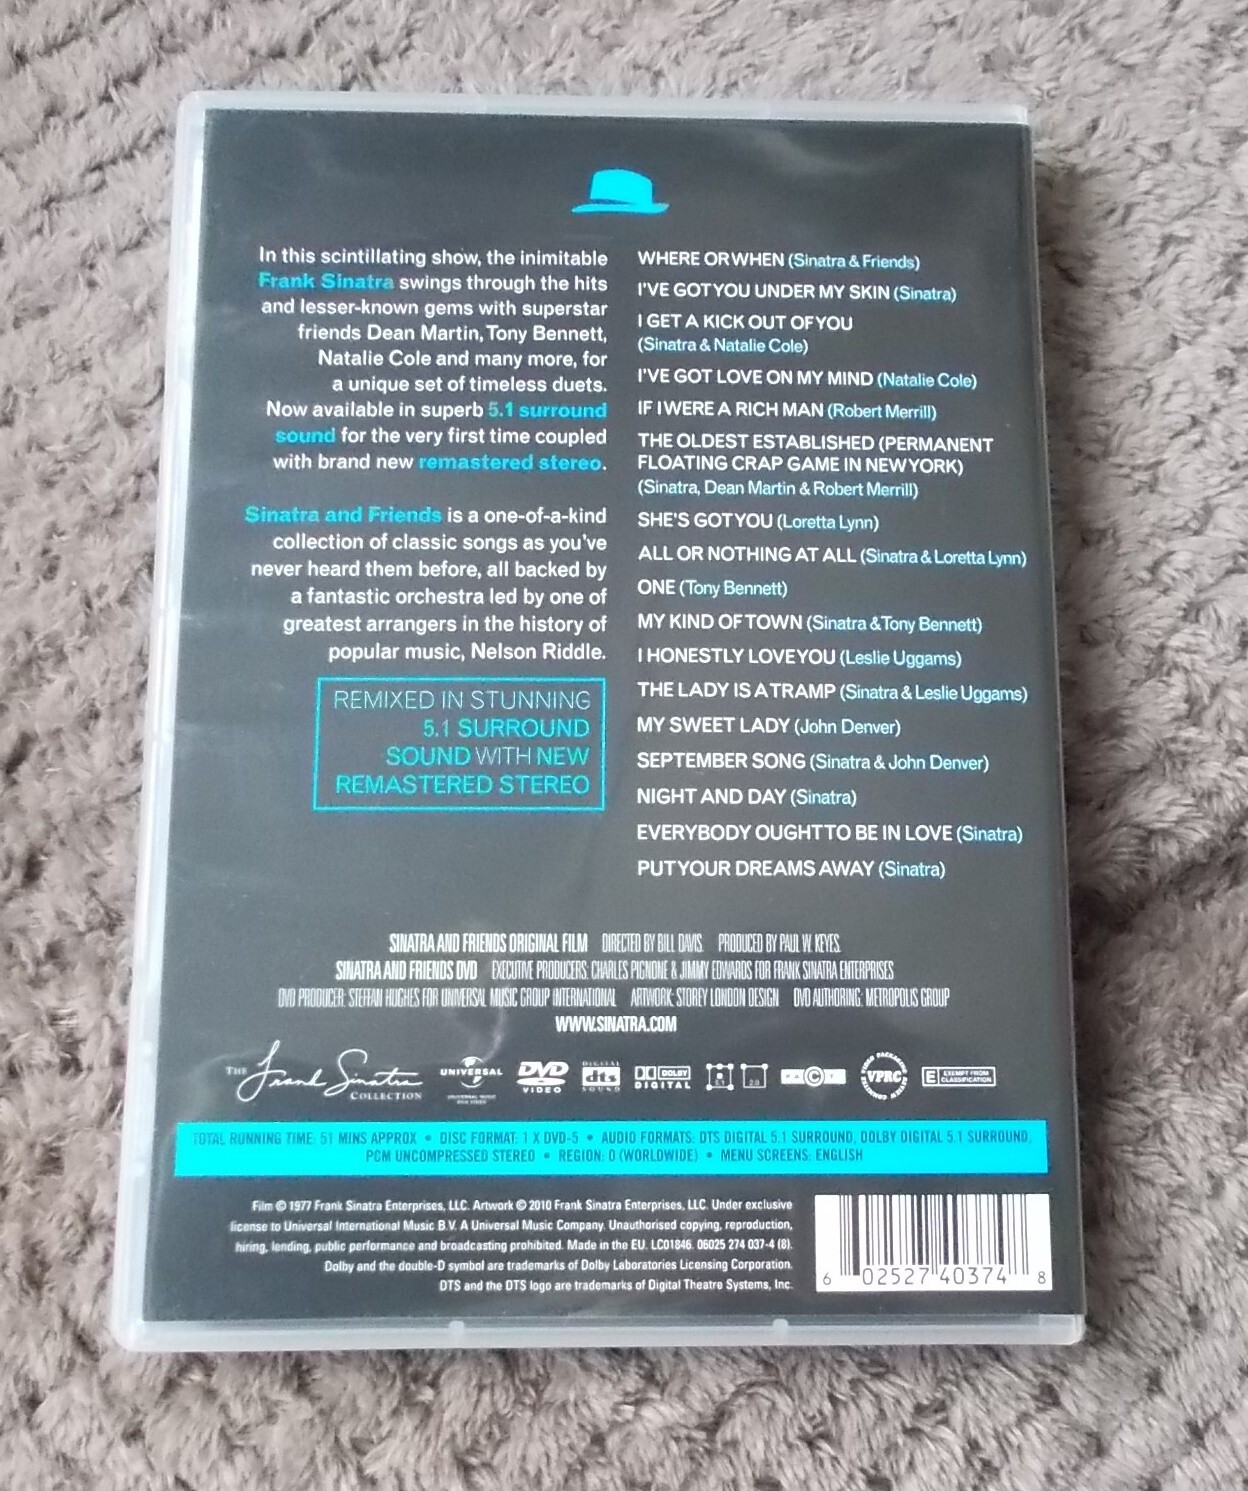 In this scintillating show, the inimitable
Frank Sinatra swings through the hits
and lesser-known gems with superstar
friends Dean Martin, Tony Bennett,
Natalie Cole and many more, for
a unique set of timeless duets.
Now available in superb 5.1 surround
sound for the very first time coupled
with brand new remastered stereo.
Sinatra and Friends is a one-of-a-kind
collection of classic songs as you've
never heard them before, all backed by
a fantastic orchestra led by one of
greatest arrangers in the history of
popular music, Nelson Riddle.
REMIXED IN STUNNING
5.1 SURROUND
SOUND WITH NEW
REMASTERED STEREO
WHERE OR WHEN (Sinatra & Friends)
I'VE GOT YOU UNDER MY SKIN (Sinatra)
I GET A KICK OUT OF YOU
(Sinatra & Natalie Cole)
I'VE GOT LOVE ON MY MIND (Natalie Cole)
IF I WERE A RICH MAN (Robert Merrill)
THE OLDEST ESTABLISHED (PERMANENT
FLOATING CRAP GAME IN NEW YORK)
(Sinatra, Dean Martin & Robert Merrill)
SHE'S GOT YOU (Loretta Lynn)
ALL OR NOTHING AT ALL (Sinatra & Loretta Lynn)
ONE (Tony Bennett)
MY KIND OF TOWN (Sinatra & Tony Bennett)
I HONESTLY LOVE YOU (Leslie Uggams)
THE LADY IS A TRAMP (Sinatra & Leslie Uggams)
MY SWEET LADY (John Denver)
SEPTEMBER SONG (Sinatra & John Denver)
NIGHT AND DAY (Sinatra)
EVERYBODY OUGHT TO BE IN LOVE (Sinatra)
PUT YOUR DREAMS AWAY (Sinatra)
SINATRA AND FRIENDS ORIGINAL FILM DIRECTED BY BILL DAVIS. PRODUCED BY PAUL W. KEYES.
SINATRA AND FRIENDS DVD EXECUTIVE PRODUCERS: CHARLES PIGNONE & JIMMY EDWARDS FOR FRANK SINATRA ENTERPRISES
DVD PRODUCER: STEFFAN HUGHES FOR UNIVERSAL MUSIC GROUP INTERNATIONAL ARTWORK: STOREY LONDON DESIGN DVD AUTHORING: METROPOLIS GROUP
WWW.SINATRA.COM
THE Frank Sinatra COLLECTION
UNIVERSAL
DVD VIDEO
DIGITAL dts SOUND
DOLBY DIGITAL
5.1
2.0
VIDEO PACKAGING REVIEW COMMITTEE VPRC
E EXEMPT FROM CLASSIFICATION
TOTAL RUNNING TIME: 51 MINS APPROX • DISC FORMAT: 1 X DVD-5 • AUDIO FORMATS: DTS DIGITAL 5.1 SURROUND, DOLBY DIGITAL 5.1 SURROUND,
PCM UNCOMPRESSED STEREO • REGION: 0 (WORLDWIDE) • MENU SCREENS: ENGLISH
Film © 1977 Frank Sinatra Enterprises, LLC. Artwork © 2010 Frank Sinatra Enterprises, LLC. Under exclusive
license to Universal International Music B.V. A Universal Music Company. Unauthorised copying, reproduction,
hiring, lending, public performance and broadcasting prohibited. Made in the EU. LC01846. 06025 274 037-4 (8).
Dolby and the double-D symbol are trademarks of Dolby Laboratories Licensing Corporation.
DTS and the DTS logo are trademarks of Digital Theatre Systems, Inc.
6 02527 40374 8